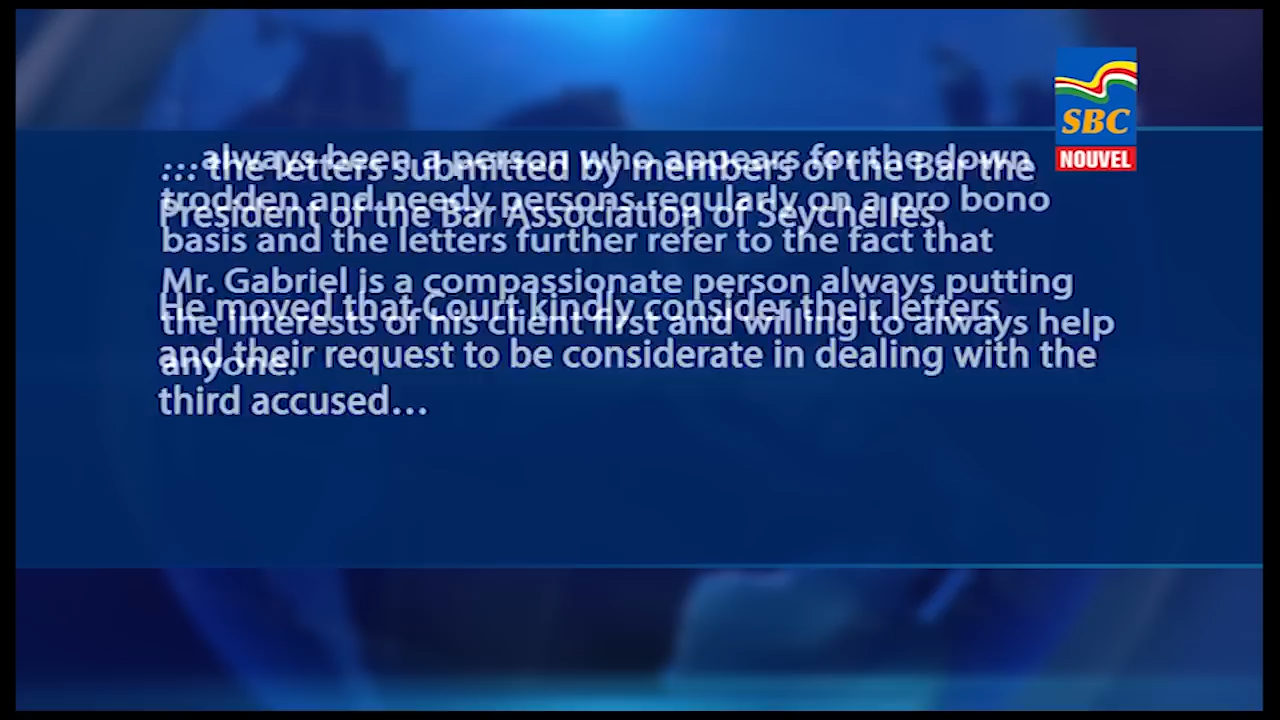 …always been a person who appears for the down
trodden and needy persons regularly on a pro bono
basis and the letters further refer to the fact that
Mr. Gabriel is a compassionate person always putting
the interests of his client first and willing to always help
anyone.
… the letters submitted by members of the Bar the
President of the Bar Association of Seychelles.
He moved that Court kindly consider their letters
and their request to be considerate in dealing with the
third accused…
SBC
NOUVEL